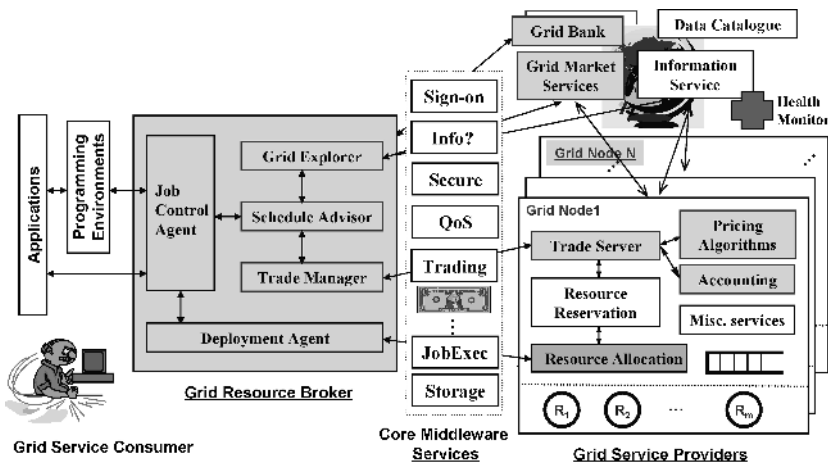 Grid Bank
Data Catalogue
Grid Market
Services
Information
Service
Health
Monitor
Sign-on
Info?
Secure
QoS
Trading
JobExec
Storage
Core Middleware
Services
Applications
Programming
Environments
Job
Control
Agent
Grid Explorer
Schedule Advisor
Trade Manager
Deployment Agent
Grid Resource Broker
Grid Service Consumer
Grid Node N
Grid Node1
Trade Server
Pricing
Algorithms
Accounting
Resource
Reservation
Misc. services
Resource Allocation
R1
R2
...
Rm
Grid Service Providers